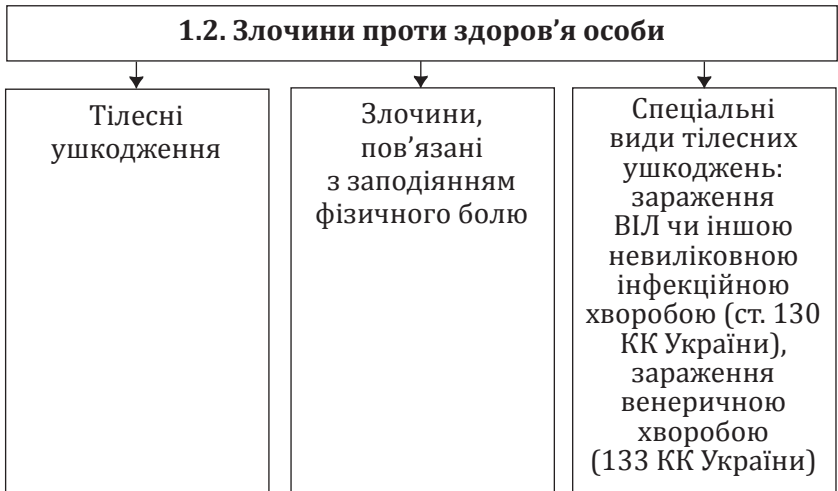 1.2. Злочини проти здоров’я особи
Тілесні
ушкодження
Злочини,
пов’язані
з заподіянням
фізичного болю
Спеціальні
види тілесних
ушкоджень:
зараження
ВІЛ чи іншою
невиліковною
інфекційною
хворобою (ст. 130
КК України),
зараження
венеричною
хворобою
(133 КК України)